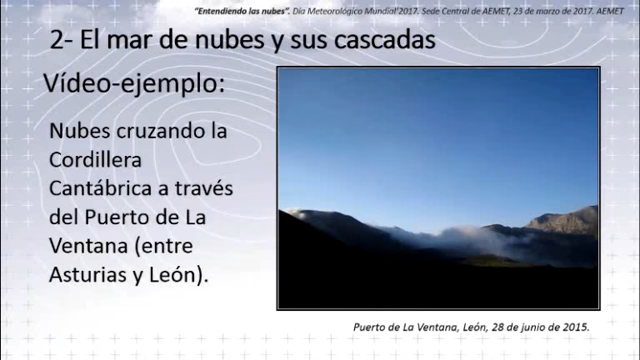 "Entendiendo las nubes". Día Meteorológico Mundial'2017. Sede Central de AEMET, 23 de marzo de 2017. AEMET
2- El mar de nubes y sus cascadas
Vídeo-ejemplo:
Nubes cruzando la
Cordillera
Cantábrica a través
del Puerto de La
Ventana (entre
Asturias y León).
Puerto de La Ventana, León, 28 de junio de 2015.